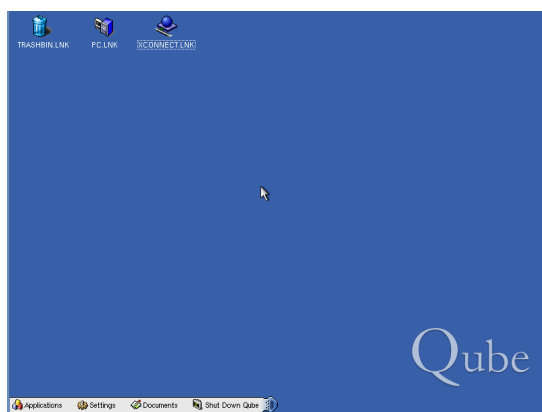 TRASHBIN.LNK PC.LNK XCONNECT.LNK
Qube
Applications Settings Documents Shut Down Qube